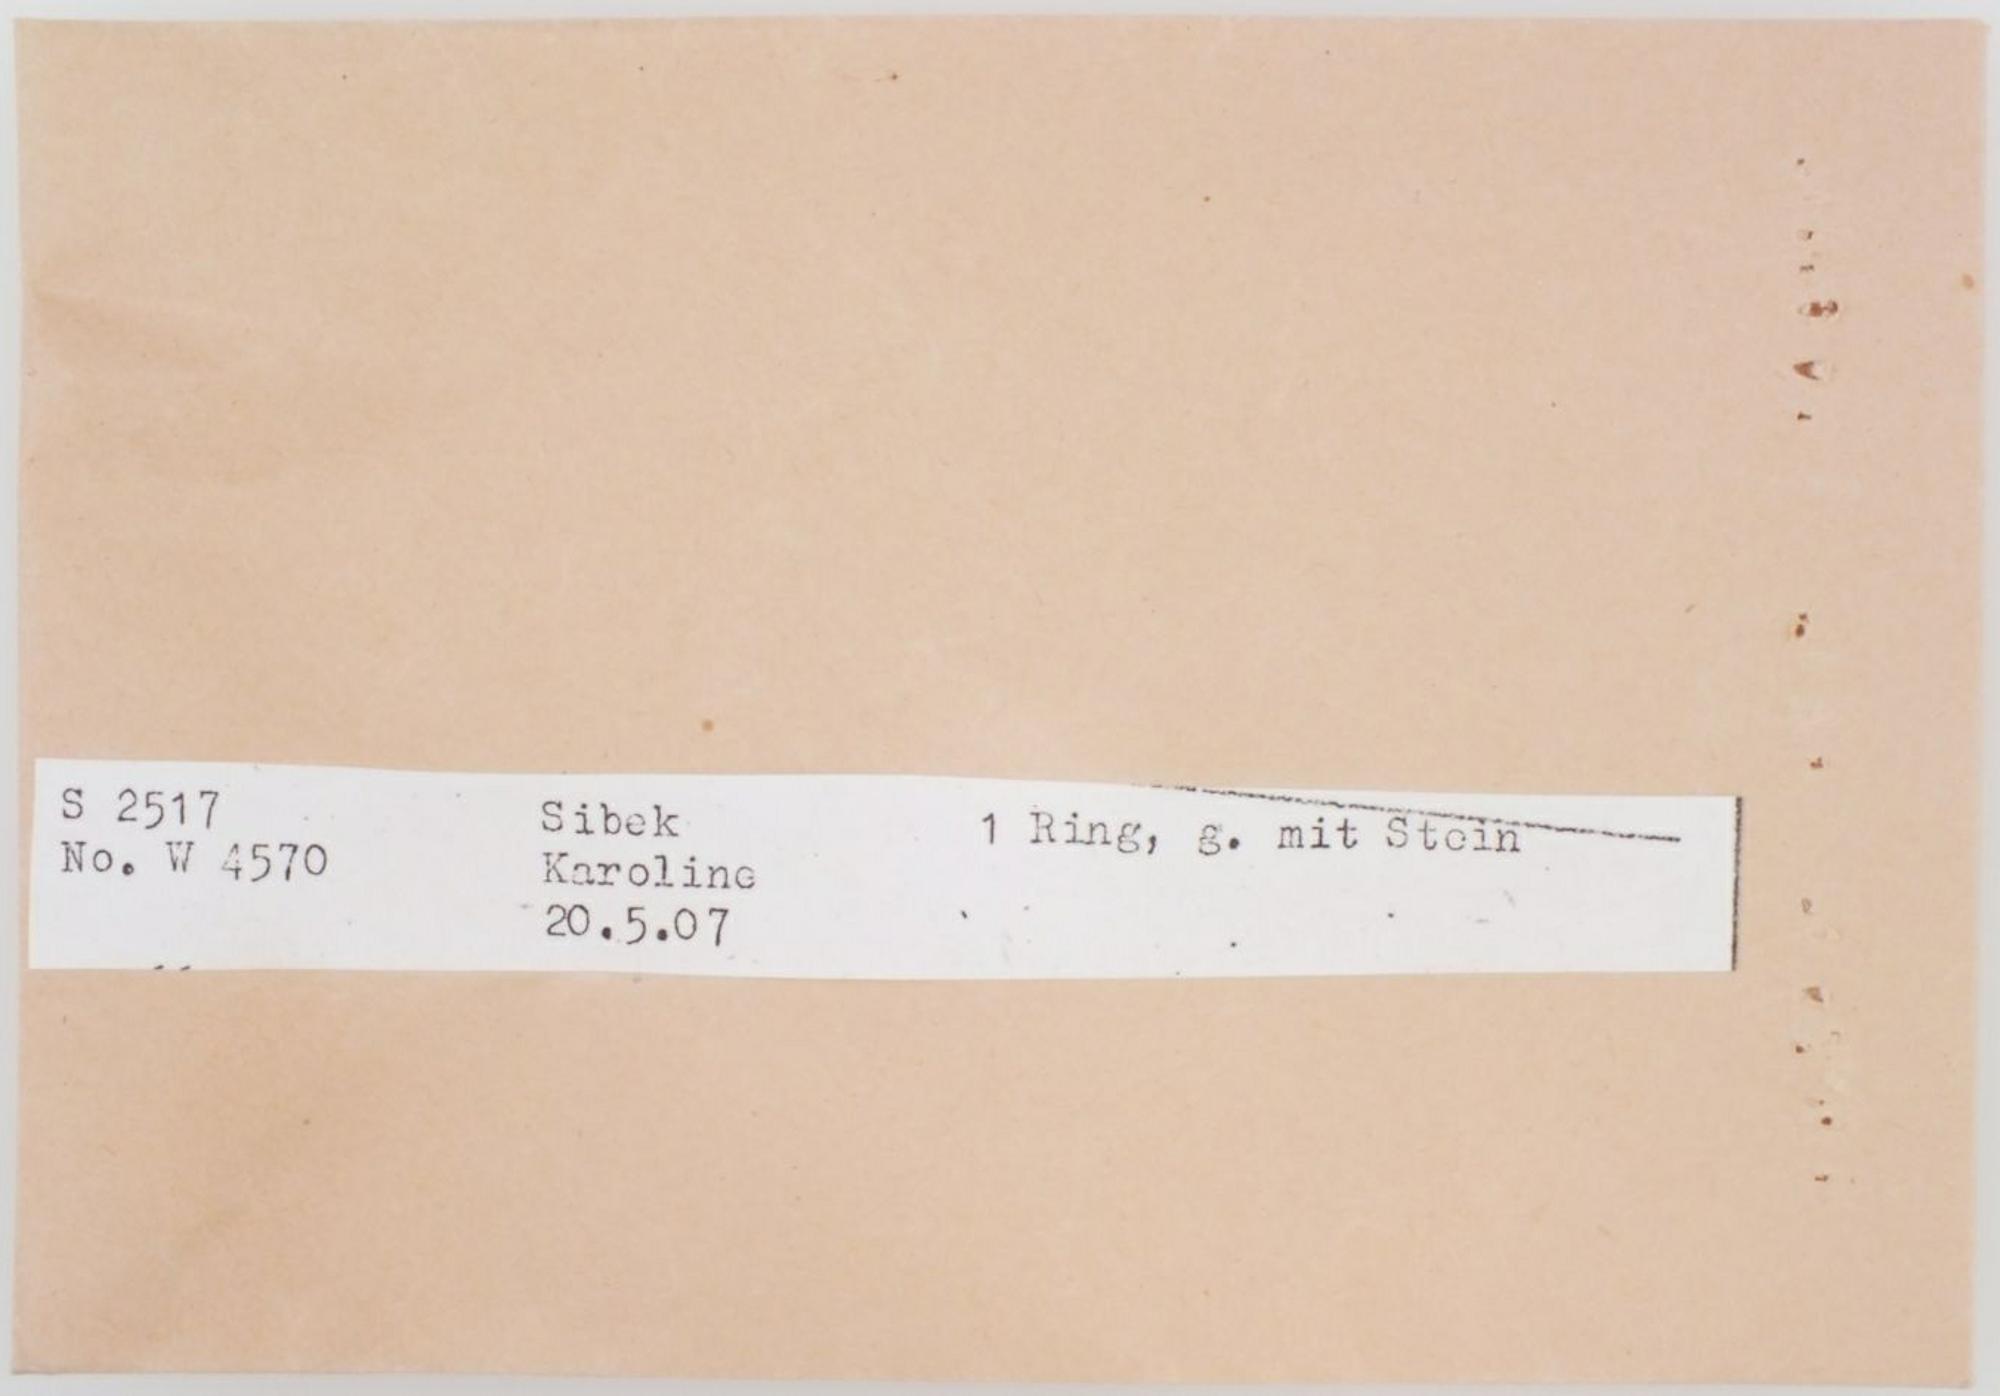 S 2517
No. W 4570
Sibek
Karoline
20.5.07
1 Ring, g. mit Stein